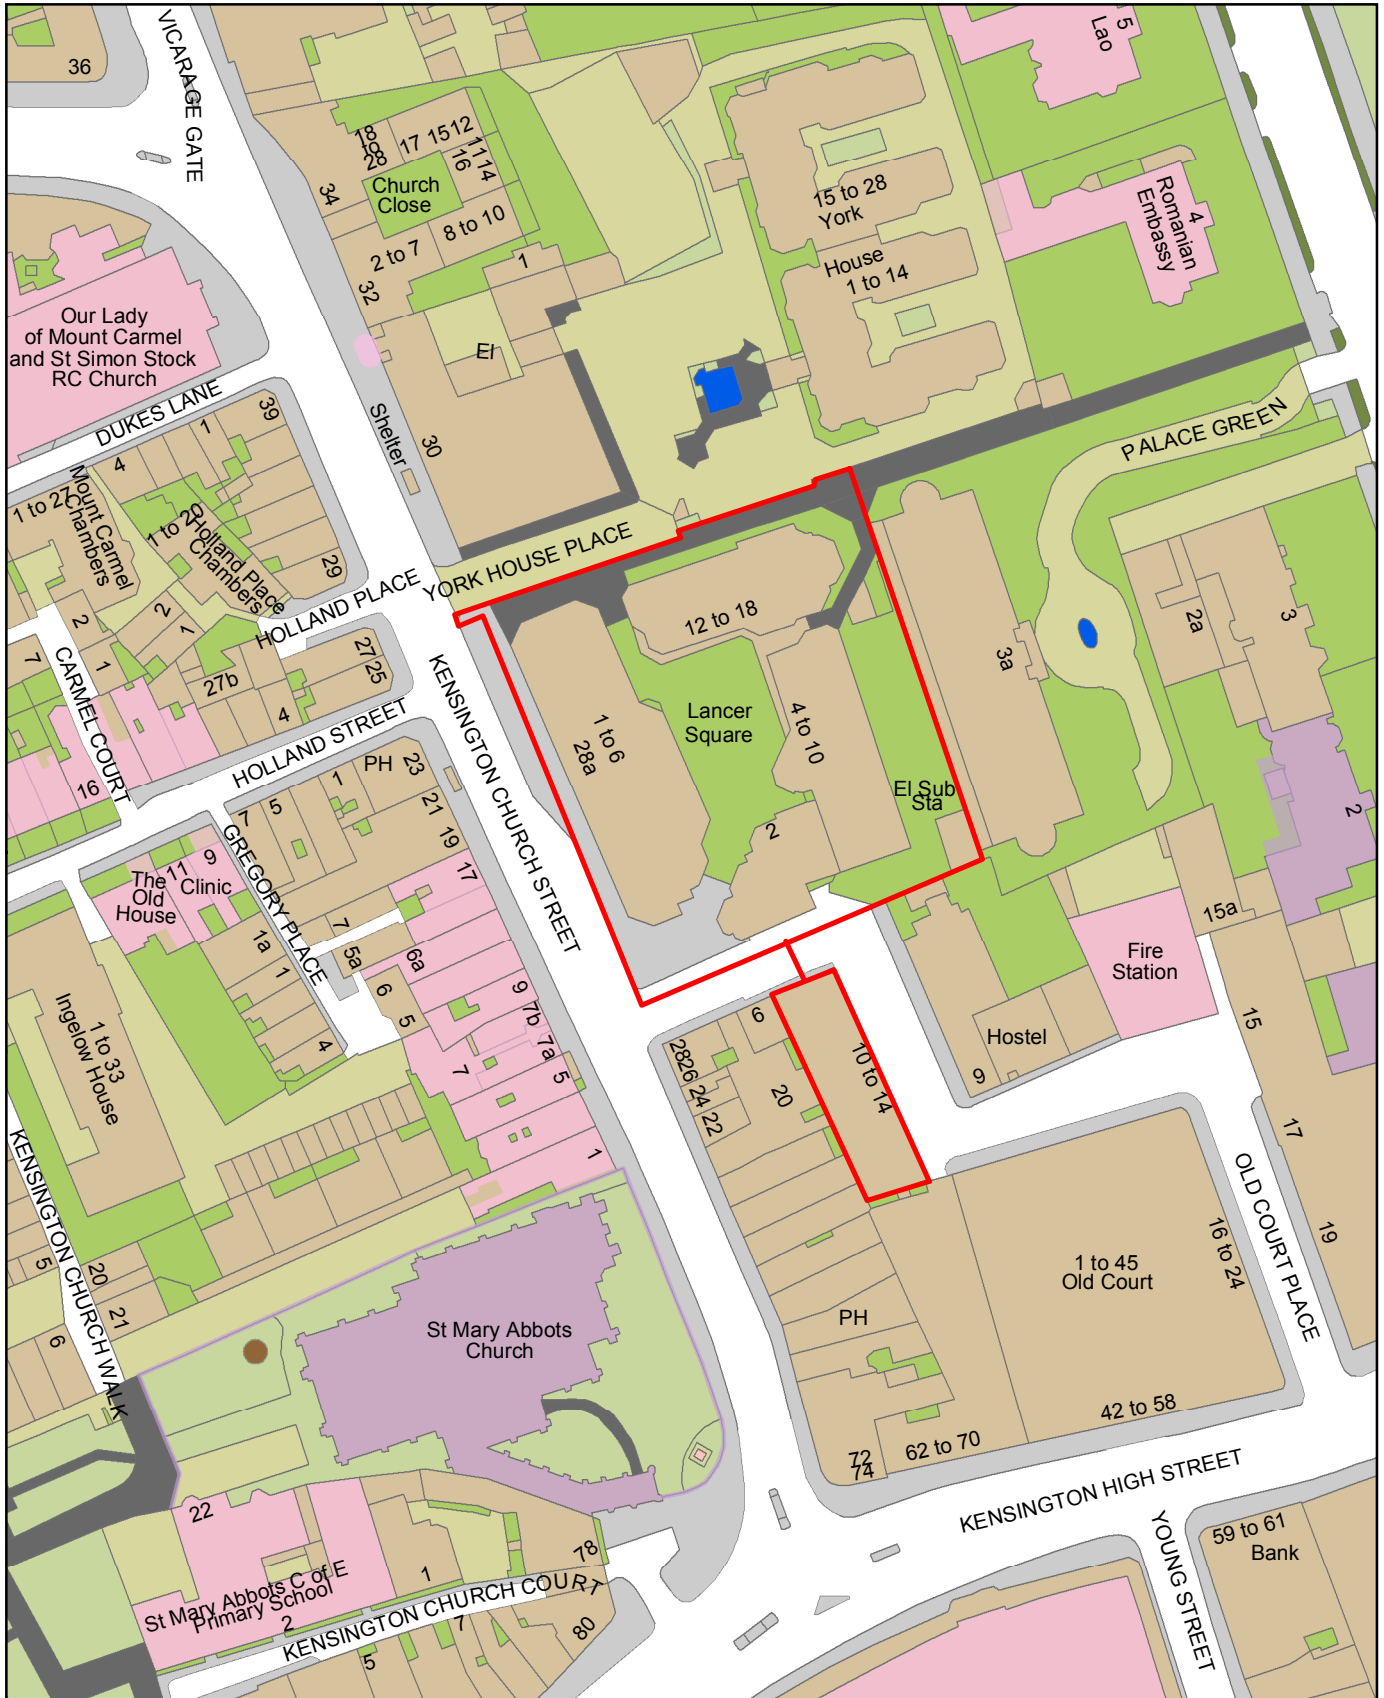 36
VICARAGE GATE
5
Lao
18
to
28
17
15
12
11
14
16
34
Church
Close
2 to 7
8 to 10
32
1
15 to 28
York
House
1 to 14
4
Romanian
Embassy
Our Lady
of Mount Carmel
and St Simon Stock
RC Church
El
DUKES LANE
Shelter
30
39
1
4
PALACE GREEN
1 to 27
Mount Carmel
Chambers
1 to 20
Holland Place
Chambers
29
YORK HOUSE PLACE
HOLLAND PLACE
2
1
2
1
7
CARMEL COURT
27b
27
25
4
12 to 18
3a
2a
3
KENSINGTON CHURCH STREET
HOLLAND STREET
1 to 6
28a
Lancer
Square
4 to 10
El Sub
Sta
2
2
16
PH
23
1
5
7
21
19
17
GREGORY PLACE
9
11
Clinic
The
Old
House
7
5a
6a
1a
1
6
5
4
9
7b
7a
7
5
1
15a
Fire
Station
15
Hostel
9
6
10 to 14
20
28
26
24
22
Ingelow House
1 to 33
KENSINGTON CHURCH WALK
5
20
21
6
17
OLD COURT PLACE
19
16 to 24
1 to 45
Old Court
PH
St Mary Abbots
Church
42 to 58
62 to 70
72
74
KENSINGTON HIGH STREET
YOUNG STREET
59 to 61
Bank
22
St Mary Abbots C of E
Primary School
2
1
78
KENSINGTON CHURCH COURT
7
5
80